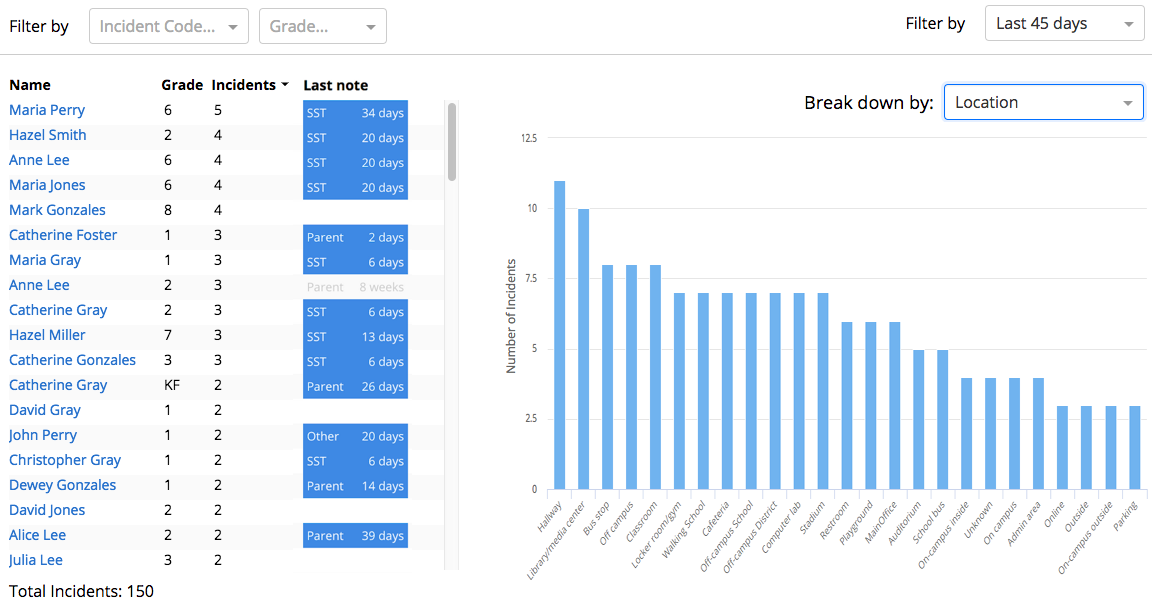 Filter by Incident Code... Grade... Filter by Last 45 days
Name Grade Incidents Last note
Maria Perry 6 5 SST 34 days
Hazel Smith 2 4 SST 20 days
Anne Lee 6 4 SST 20 days
Maria Jones 6 4 SST 20 days
Mark Gonzales 8 4
Catherine Foster 1 3 Parent 2 days
Maria Gray 1 3 SST 6 days
Anne Lee 2 3 Parent 8 weeks
Catherine Gray 2 3 SST 6 days
Hazel Miller 7 3 SST 13 days
Catherine Gonzales 3 3 SST 6 days
Catherine Gray KF 2 Parent 26 days
David Gray 1 2
John Perry 1 2 Other 20 days
Christopher Gray 1 2 SST 6 days
Dewey Gonzales 1 2 Parent 14 days
David Jones 2 2
Alice Lee 2 2 Parent 39 days
Julia Lee 3 2
Total Incidents: 150
Break down by: Location
Number of Incidents
12.5
10
7.5
5
2.5
0
Hallway
Library/media center
Bus stop
Off campus
Classroom
Locker room/gym
Walking School
Cafeteria
Off-campus School
Off-campus District
Computer lab
Stadium
Restroom
Playground
MainOffice
Auditorium
School bus
On-campus inside
Unknown
On campus
Admin area
Online
Outside
On-campus outside
Parking